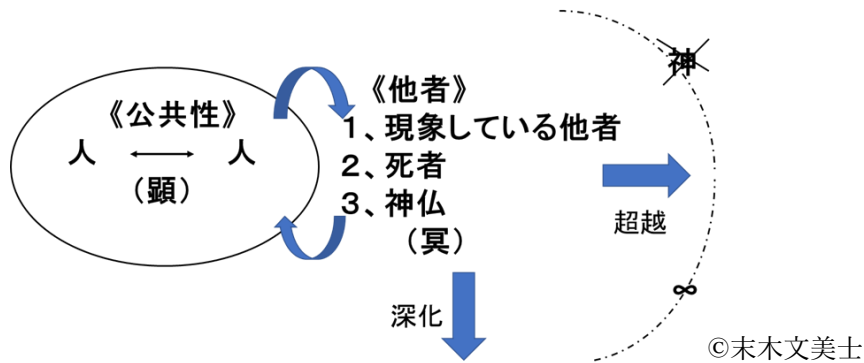 神
《公共性》
人 人
（顕）
《他者》
１、現象している他者
２、死者
３、神仏
（冥）
超越
深化
∞
©末木文美士